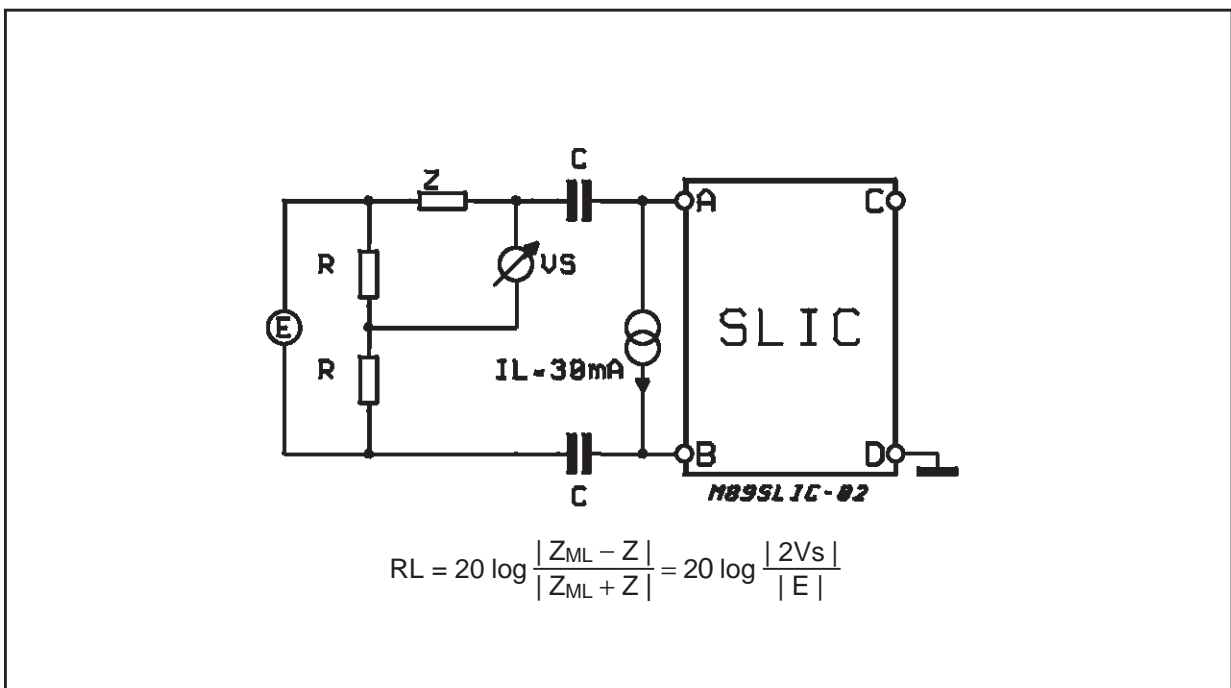 C
Z
A
C
R
VS
E
SLIC
R
IL=30mA
B
D
C
M89SLIC-02
RL = 20 log | ZML − Z | / | ZML + Z | = 20 log | 2Vs | / | E |